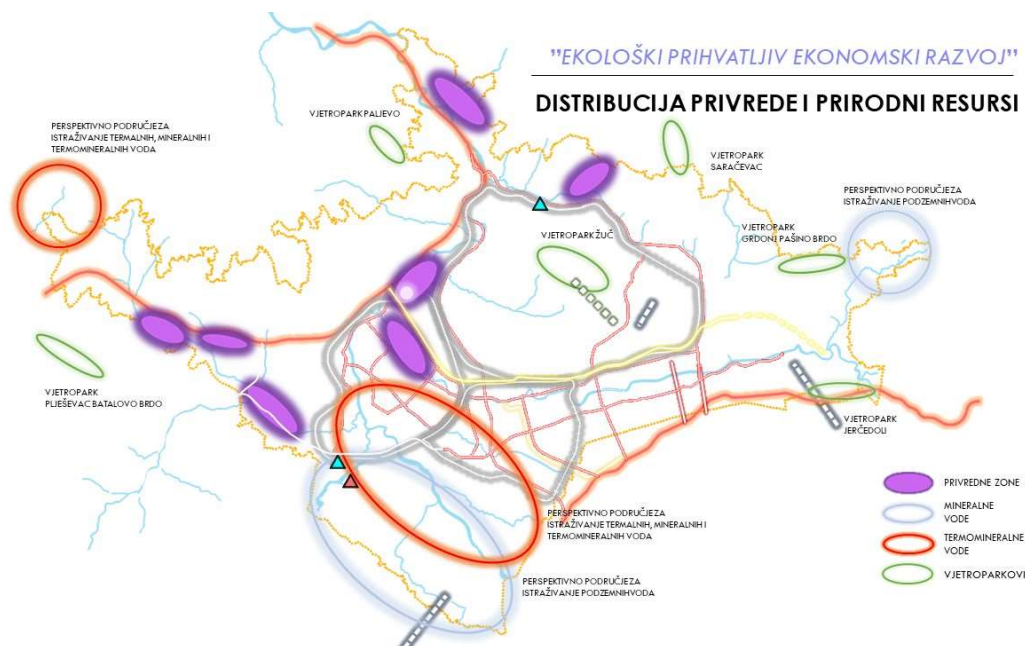 "EKOLOŠKI PRIHVATLJIV EKONOMSKI RAZVOJ"
DISTRIBUCIJA PRIVREDE I PRIRODNI RESURSI
VJETROPARK PALJEVO
PERSPEKTIVNO PODRUČJEZA
ISTRAŽIVANJE TERMALNIH, MINERALNIH I
TERMOMINERALNIH VODA
VJETROPARK
SARAČEVAC
PERSPEKTIVNO PODRUČJEZA
ISTRAŽIVANJE PODZEMNIHVODA
VJETROPARK ŽUČ
VJETROPARK
GRDONJ PAŠINO BRDO
VJETROPARK
PLJEŠEVAC BATALOVO BRDO
VJETROPARK
JERČEDOLI
PERSPEKTIVNO PODRUČJEZA
ISTRAŽIVANJE TERMALNIH, MINERALNIH I
TERMOMINERALNIH VODA
PERSPEKTIVNO PODRUČJEZA
ISTRAŽIVANJE PODZEMNIHVODA
PRIVREDNE ZONE
MINERALNE
VODE
TERMOMINERALNE
VODE
VJETROPARKOVI